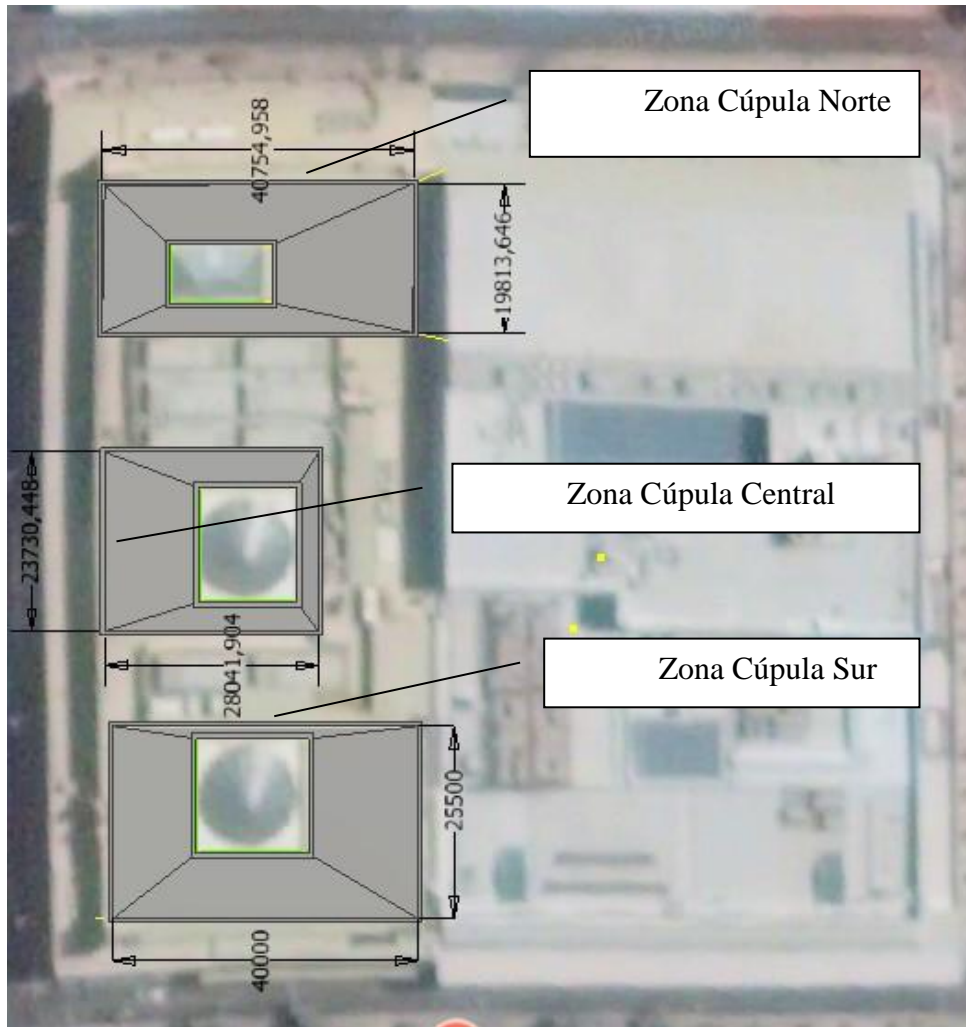 Zona Cúpula Norte
40754,958
19813,646
Zona Cúpula Central
23730,448
28041,904
Zona Cúpula Sur
25500
40000